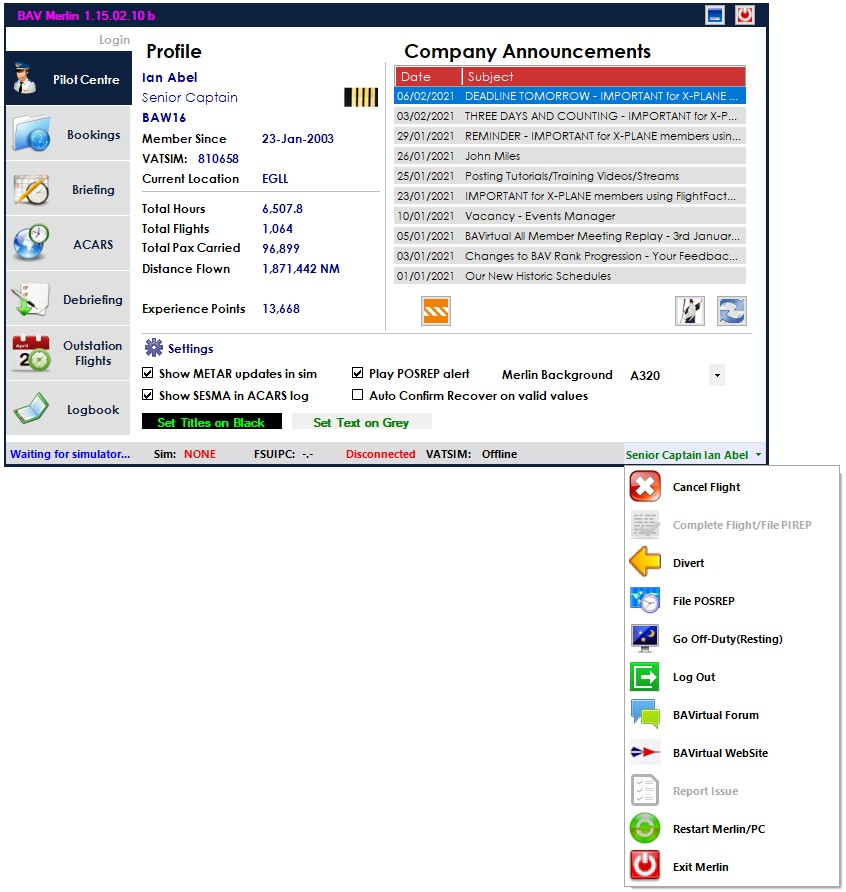 BAV Merlin 1.15.02.10 b
Login
Pilot Centre
Bookings
Briefing
ACARS
Debriefing
April
2
Outstation
Flights
Logbook
Profile
Ian Abel
Senior Captain
BAW16
Member Since 23-Jan-2003
VATSIM: 810658
Current Location EGLL
Total Hours 6,507.8
Total Flights 1,064
Total Pax Carried 96,899
Distance Flown 1,871,442 NM
Experience Points 13,668
Company Announcements
Date Subject
06/02/2021 DEADLINE TOMORROW - IMPORTANT for X-PLANE ...
03/02/2021 THREE DAYS AND COUNTING - IMPORTANT for X-P...
29/01/2021 REMINDER - IMPORTANT for X-PLANE members usin...
26/01/2021 John Miles
25/01/2021 Posting Tutorials/Training Videos/Streams
23/01/2021 IMPORTANT for X-PLANE members using FlightFact...
10/01/2021 Vacancy - Events Manager
05/01/2021 BAVirtual All Member Meeting Replay - 3rd Januar...
03/01/2021 Changes to BAV Rank Progression - Your Feedbac...
01/01/2021 Our New Historic Schedules
Settings
Show METAR updates in sim Play POSREP alert Merlin Background A320
Show SESMA in ACARS log Auto Confirm Recover on valid values
Set Titles on Black Set Text on Grey
Waiting for simulator... Sim: NONE FSUIPC: -.- Disconnected VATSIM: Offline Senior Captain Ian Abel
Cancel Flight
Complete Flight/File PIREP
Divert
File POSREP
Go Off-Duty(Resting)
Log Out
BAVirtual Forum
BAVirtual WebSite
Report Issue
Restart Merlin/PC
Exit Merlin